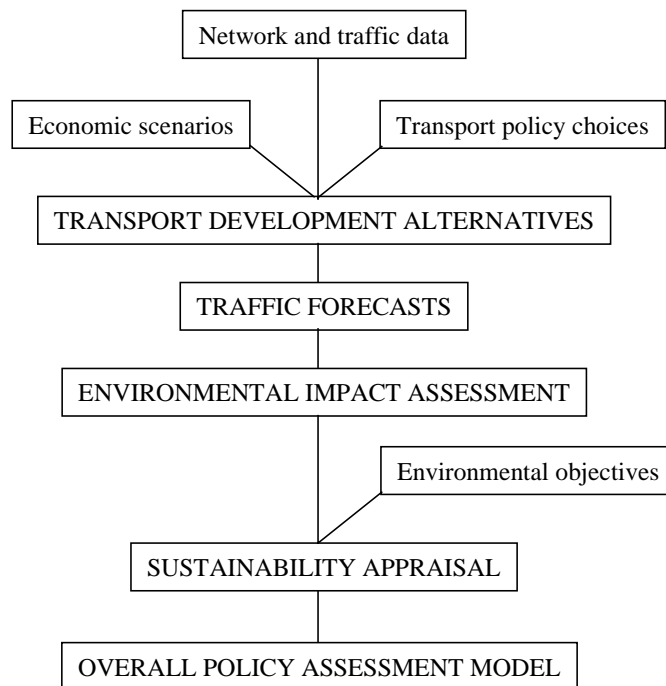 Network and traffic data
Economic scenarios
Transport policy choices
TRANSPORT DEVELOPMENT ALTERNATIVES
TRAFFIC FORECASTS
ENVIRONMENTAL IMPACT ASSESSMENT
Environmental objectives
SUSTAINABILITY APPRAISAL
OVERALL POLICY ASSESSMENT MODEL